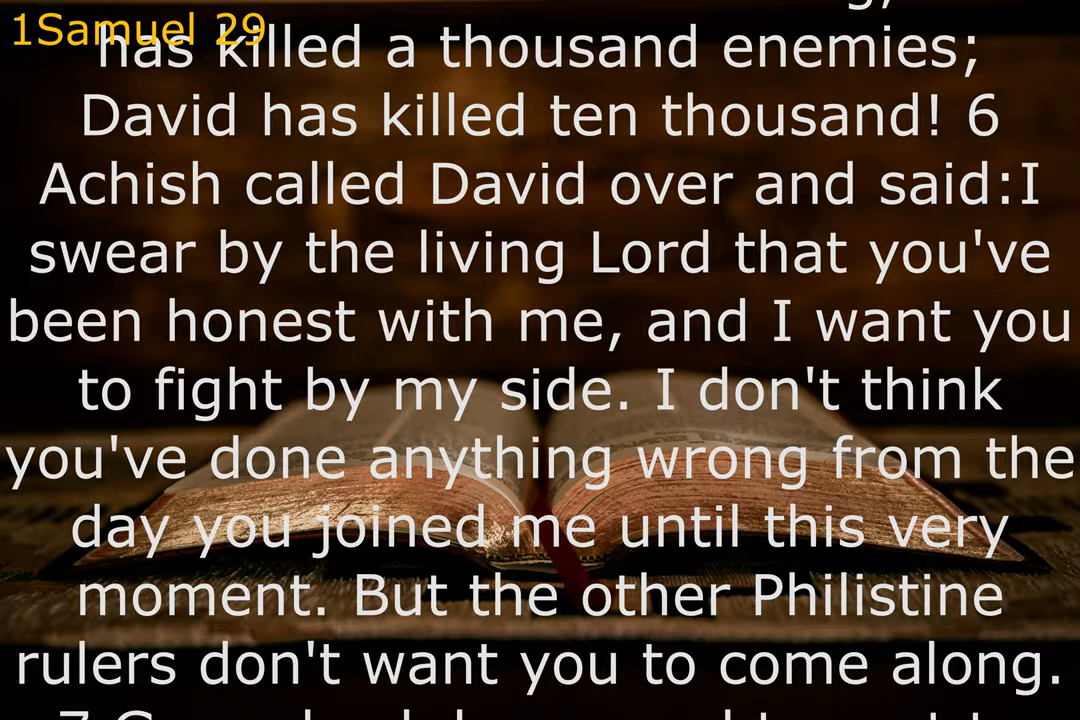 1Samuel 29
has killed a thousand enemies;
David has killed ten thousand! 6
Achish called David over and said:I
swear by the living Lord that you've
been honest with me, and I want you
to fight by my side. I don't think
you've done anything wrong from the
day you joined me until this very
moment. But the other Philistine
rulers don't want you to come along.
7